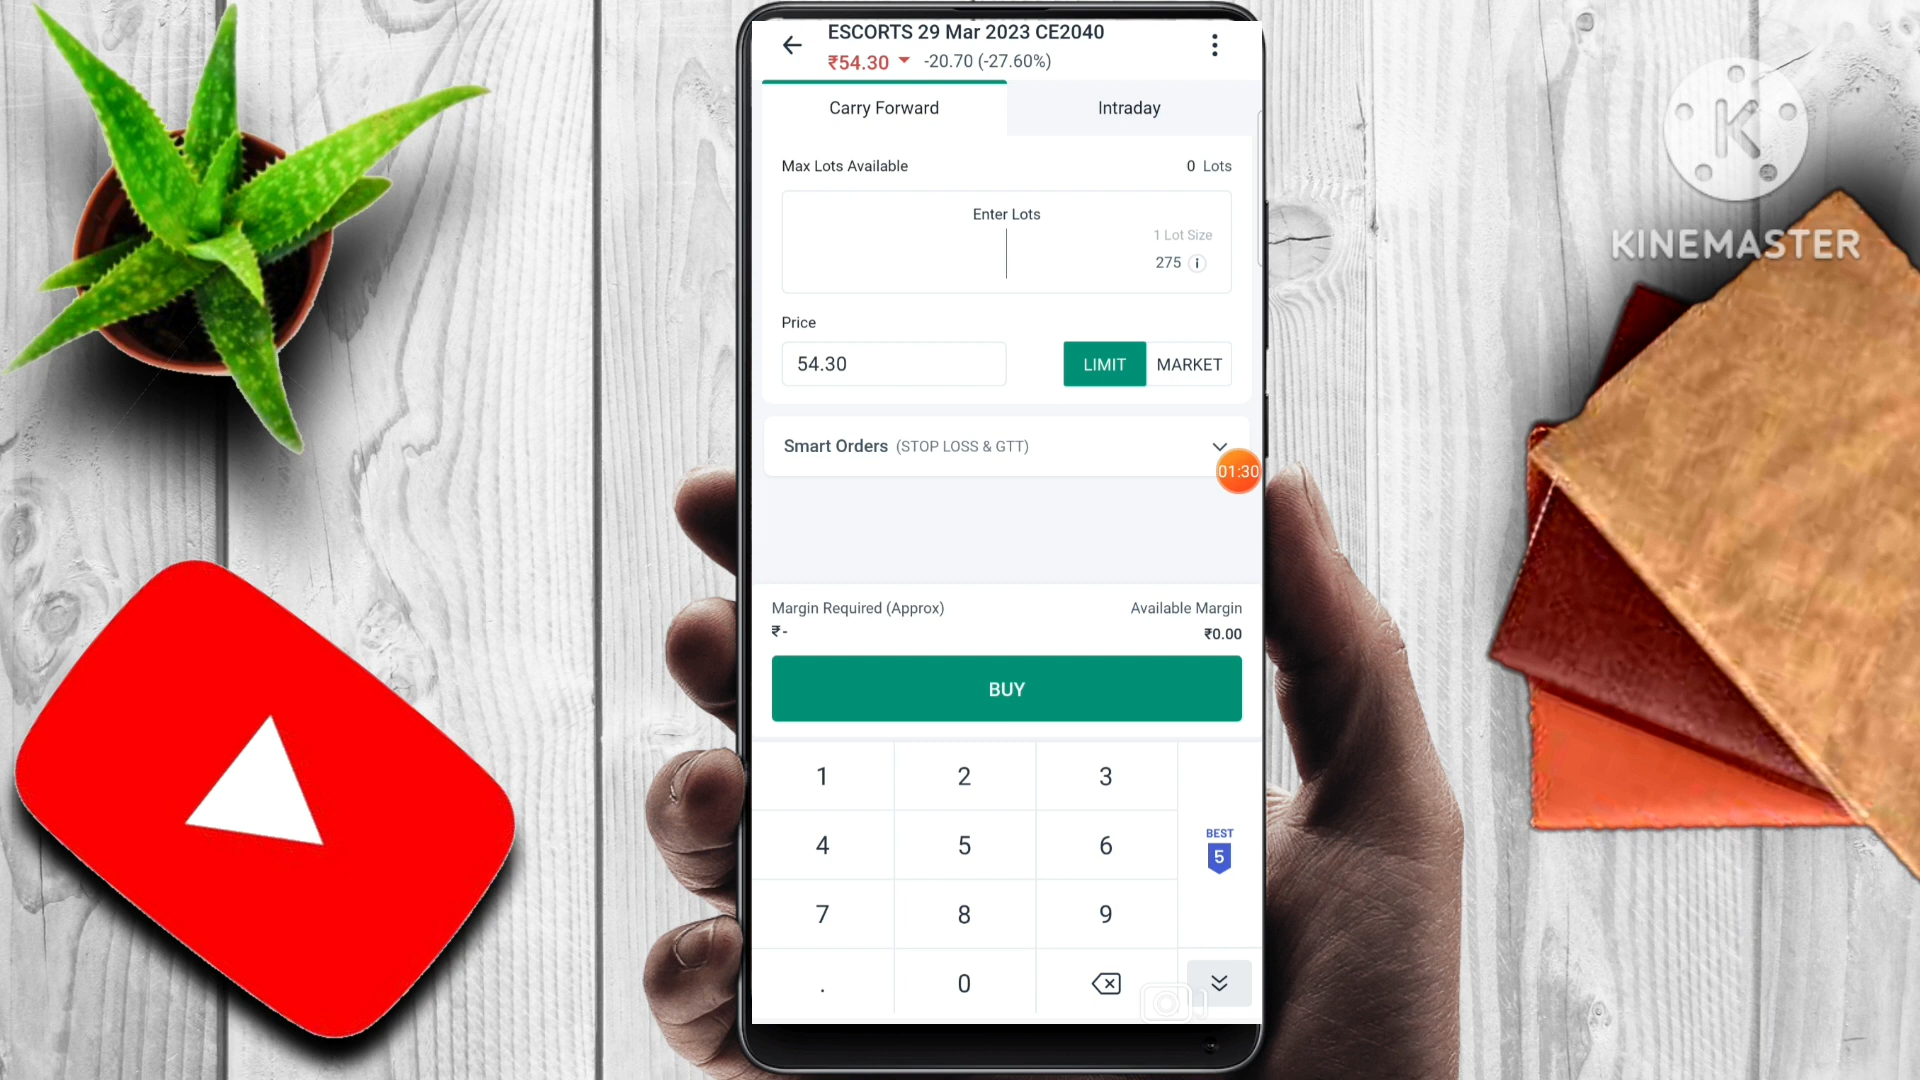 ESCORTS 29 Mar 2023 CE2040
₹54.30 -20.70 (-27.60%)
Carry Forward
Intraday
Max Lots Available
0 Lots
Enter Lots
1 Lot Size
275
Price
54.30
LIMIT
MARKET
Smart Orders (STOP LOSS & GTT)
01:30
Margin Required (Approx)
Available Margin
₹-
₹0.00
BUY
1
2
3
4
5
6
BEST
5
7
8
9
.
0
K
KINEMASTER